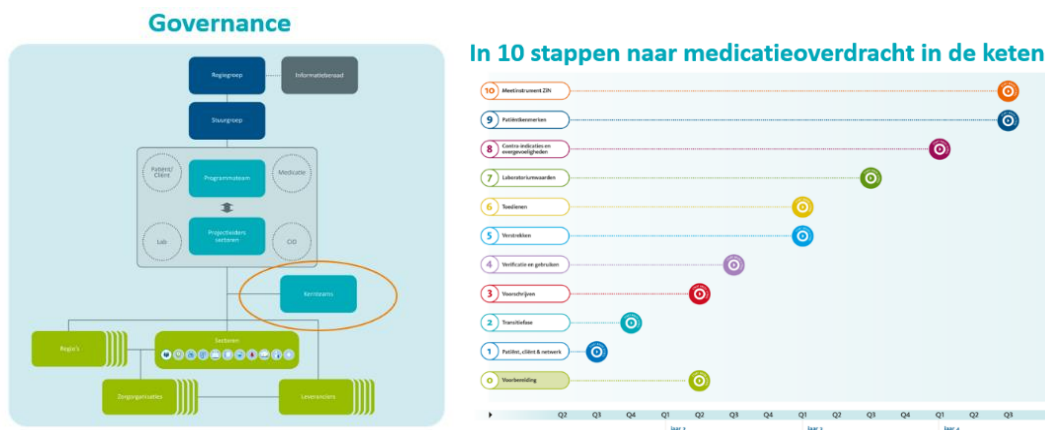 Governance
Regiegroep
Informatieberaad
Stuurgroep
Patiënt/
Cliënt
Programmateam
Medicatie
Lab
Projectleiders
sectoren
CiO
Kernteams
Regio's
Sectoren
Zorgorganisaties
Leveranciers
In 10 stappen naar medicatieoverdracht in de keten
10 Meetinstrument ZIN
9 Patiëntkenmerken
8 Contra-indicaties en
overgevoeligheden
7 Laboratoriumwaarden
6 Toedienen
5 Verstrekken
4 Verificatie en gebruiken
3 Voorschrijven
2 Transitiefase
1 Patiënt, cliënt & netwerk
0 Voorbereiding
Q2 Q3 Q4 Q1 Q2 Q3 Q4 Q1 Q2 Q3 Q4 Q1 Q2 Q3